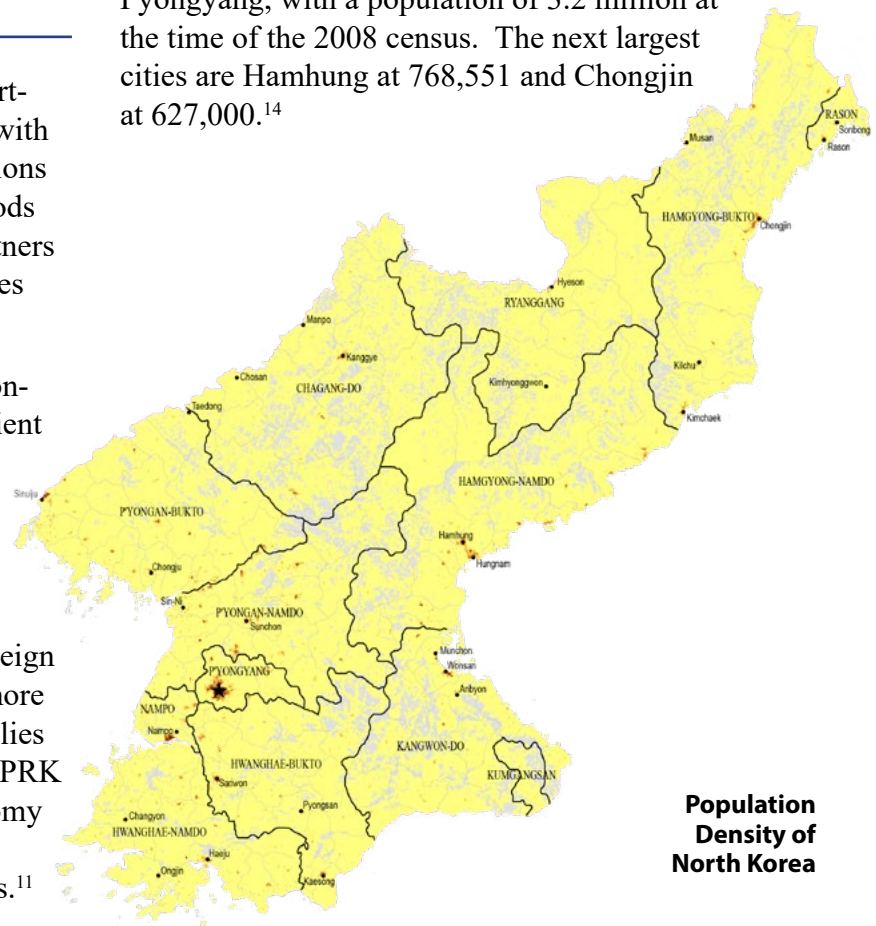 rt-
with
ions
ods
ners
es
on-
ient
eign
ore
lies
PRK
omy
s.¹¹
Pyongyang, with a population of 3.2 million at
the time of the 2008 census. The next largest
cities are Hamhung at 768,551 and Chongjin
at 627,000.¹⁴
RASON
Sonbong
Rason
Musan
HAMGYONG-BUKTO
Chongjin
Hyeson
RYANGGANG
Manpo
Kanggye
Chosan
CHAGANG-DO
Kilchu
Kimhyonggwon
Taedong
Kimchaek
HAMGYONG-NAMDO
Sinuiju
P'YONGAN-BUKTO
Hamhung
Hungnam
Chongju
Sin-Ni
P'YONGAN-NAMDO
Sunchon
Munchon
Wonsan
P'YONGYANG
Anbyon
NAMPO
Nampo
KANGWON-DO
HWANGHAE-BUKTO
KUMGANGSAN
Sariwon
Pyongsan
Changyon
HWANGHAE-NAMDO
Haeju
Ongjin
Kaesong
Population
Density of
North Korea